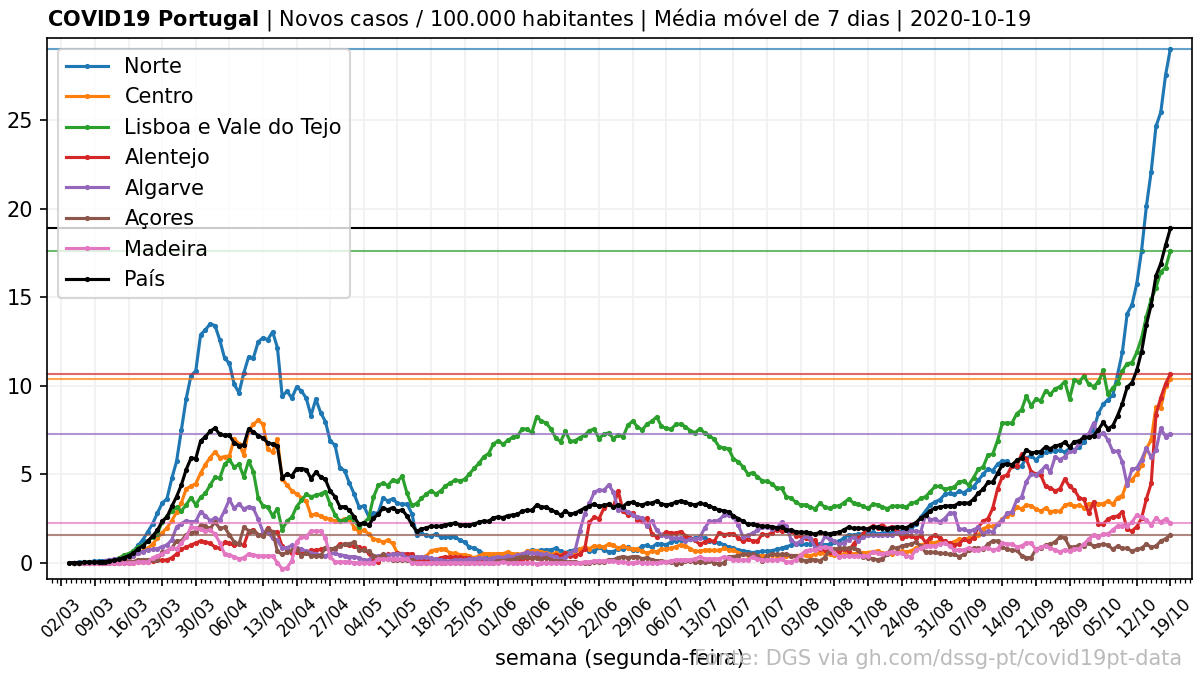 COVID19 Portugal | Novos casos / 100.000 habitantes | Média móvel de 7 dias | 2020-10-19
Norte
Centro
Lisboa e Vale do Tejo
Alentejo
Algarve
Açores
Madeira
País
25
20
15
10
5
0
02/03 09/03 16/03 23/03 30/03 06/04 13/04 20/04 27/04 04/05 11/05 18/05 25/05 01/06 08/06 15/06 22/06 29/06 06/07 13/07 20/07 27/07 03/08 10/08 17/08 24/08 31/08 07/09 14/09 21/09 28/09 05/10 12/10 19/10
semana (segunda-feira)
Fonte: DGS via gh.com/dssg-pt/covid19pt-data